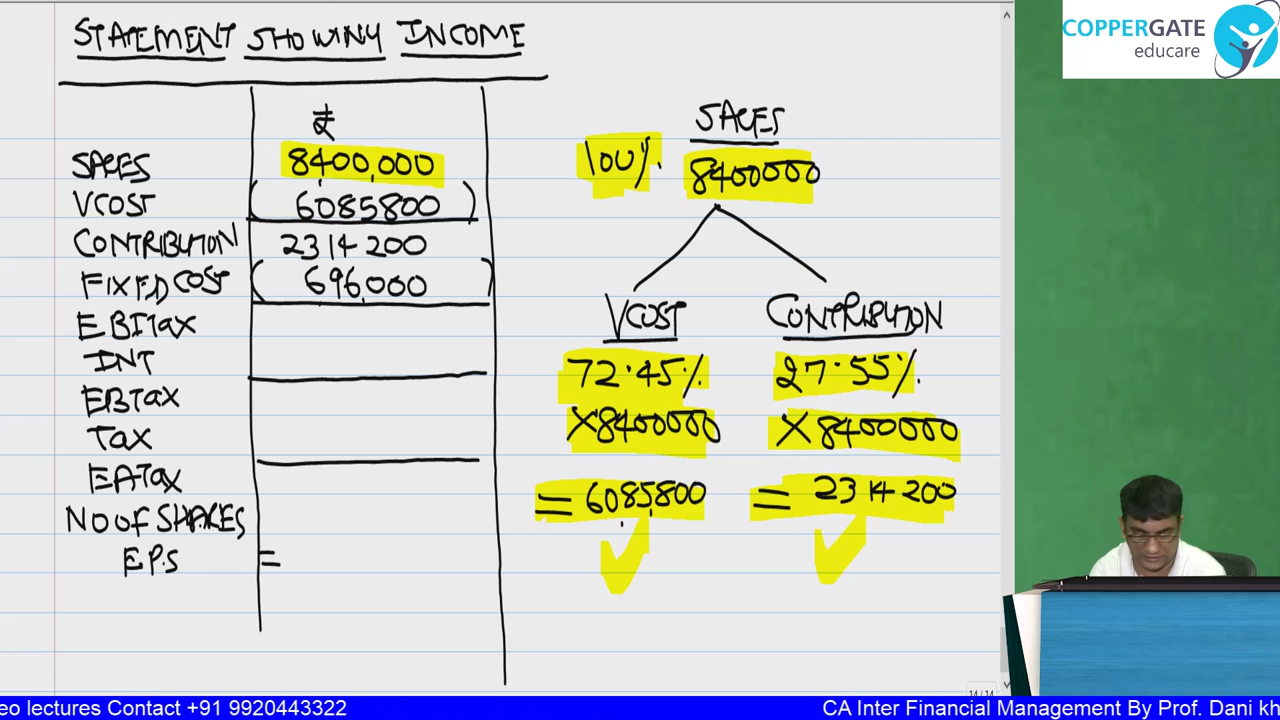 STATEMENT SHOWING INCOME
₹
SALES 8400,000
VCOST (6085800)
CONTRIBUTION 2314200
FIXED COST (696,000)
EBITax
INT
EBTax
Tax
EATax
NO OF SHARES
EPS =
SALES
100% 8400000
VCOST CONTRIBUTION
72.45% 27.55%
X8400000 X8400000
= 6085800 = 2314200
COPPERGATE
educare
14/14
eo lectures Contact +91 9920443322 CA Inter Financial Management By Prof. Dani kh